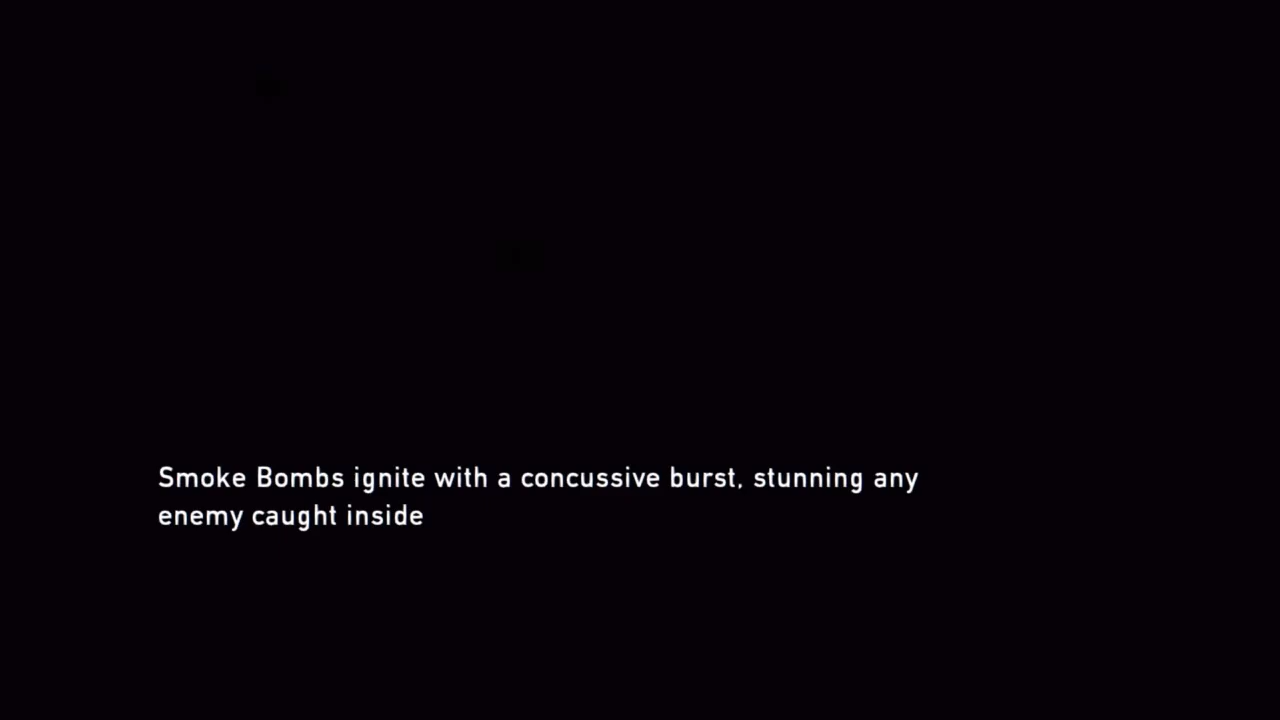 Smoke Bombs ignite with a concussive burst, stunning any
enemy caught inside